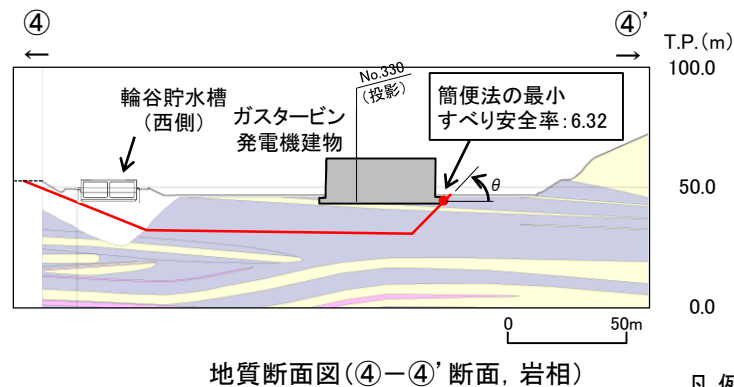 ④
④'
←
→
T.P.(m)
100.0
No.330
(投影)
輪谷貯水槽
(西側)
ガスタービン
発電機建物
簡便法の最小
すべり安全率:6.32
θ
50.0
0.0
0
50m
地質断面図(④-④'断面, 岩相)
凡 例